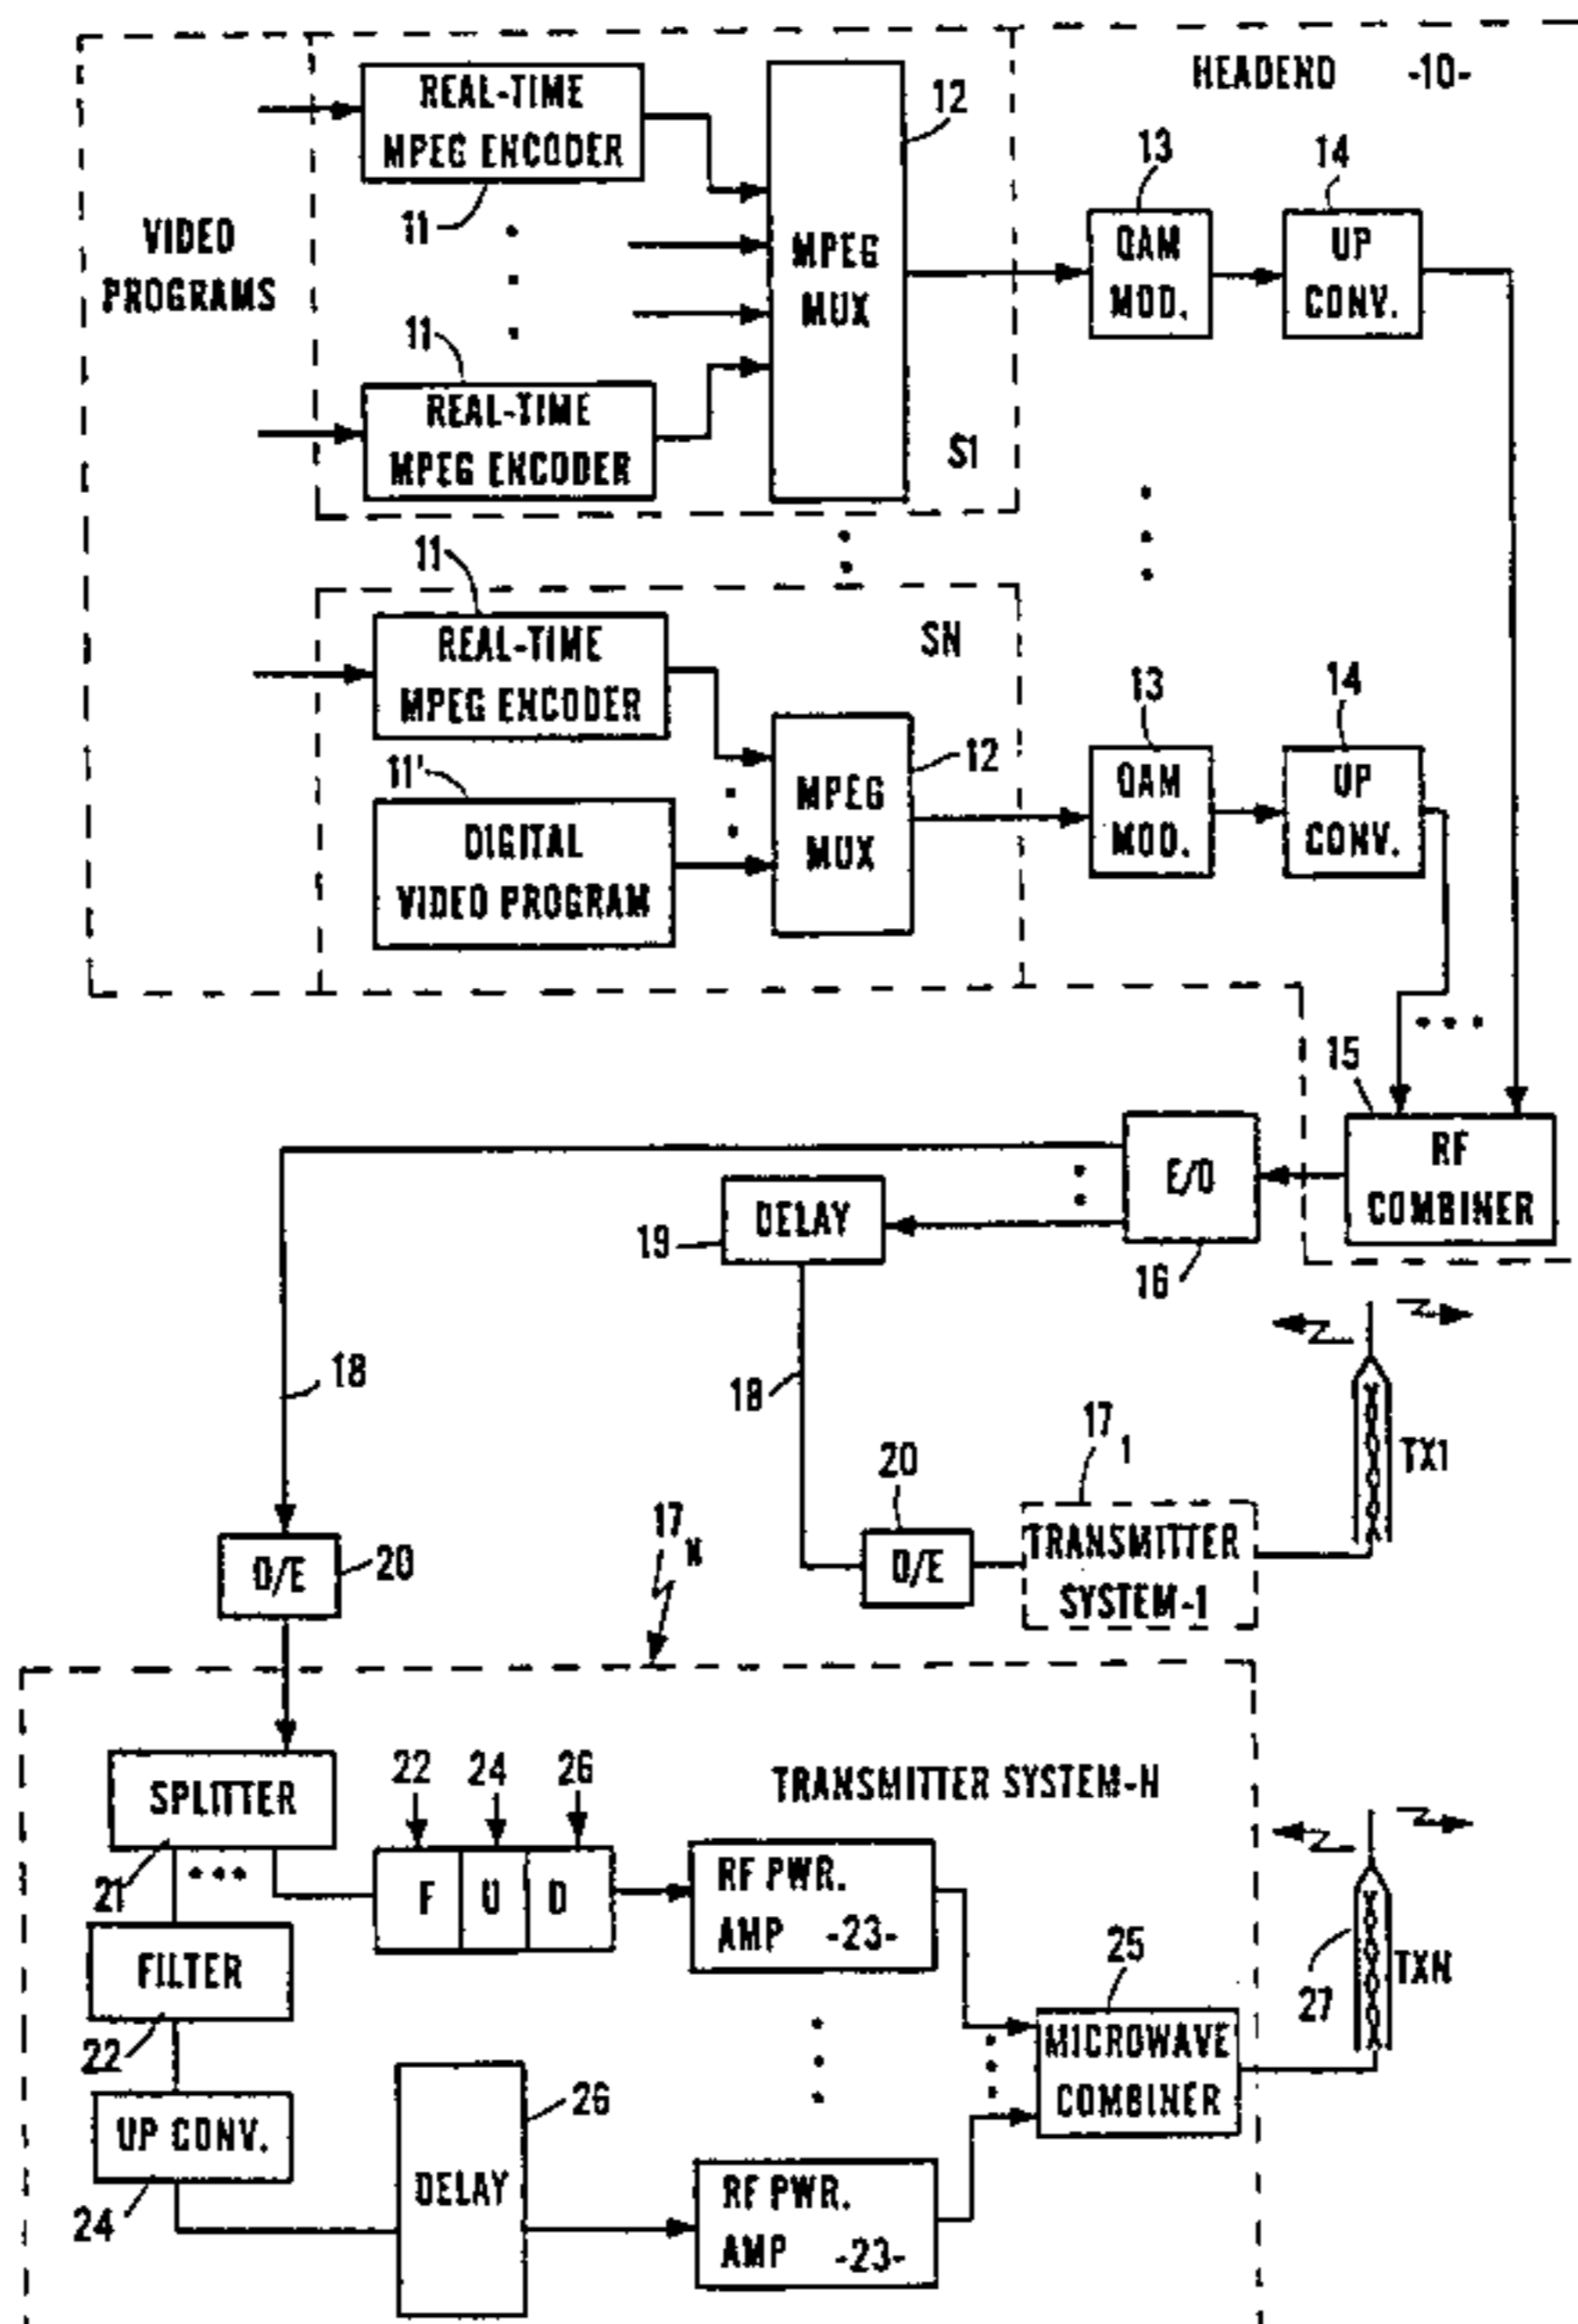 HEADEND -10-
REAL-TIME
MPEG ENCODER
11
12
13
14
VIDEO
PROGRAMS
MPEG
MUX
QAM
MOD.
UP
CONV.
11
REAL-TIME
MPEG ENCODER
S1
11
REAL-TIME
MPEG ENCODER
SN
13
14
11'
12
DIGITAL
VIDEO PROGRAM
MPEG
MUX
QAM
MOD.
UP
CONV.
15
RF
COMBINER
E/O
16
DELAY
19
18
18
17 1
TX1
20
O/E
TRANSMITTER
SYSTEM-1
17 N
O/E
20
SPLITTER
21
22 24 26
F U D
TRANSMITTER SYSTEM-N
RF PWR.
AMP -23-
FILTER
22
25
MICROWAVE
COMBINER
27
TXN
UP CONV.
24
26
DELAY
RF PWR.
AMP -23-